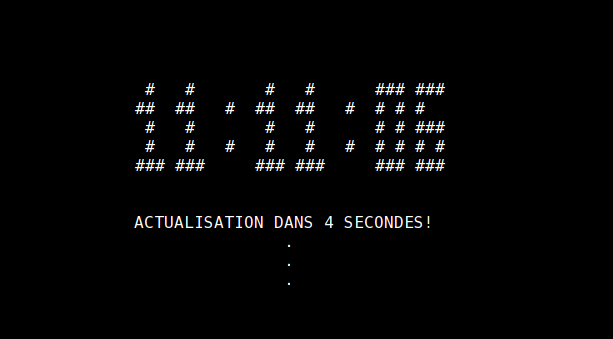 11:11:06
ACTUALISATION DANS 4 SECONDES!
.
.
.